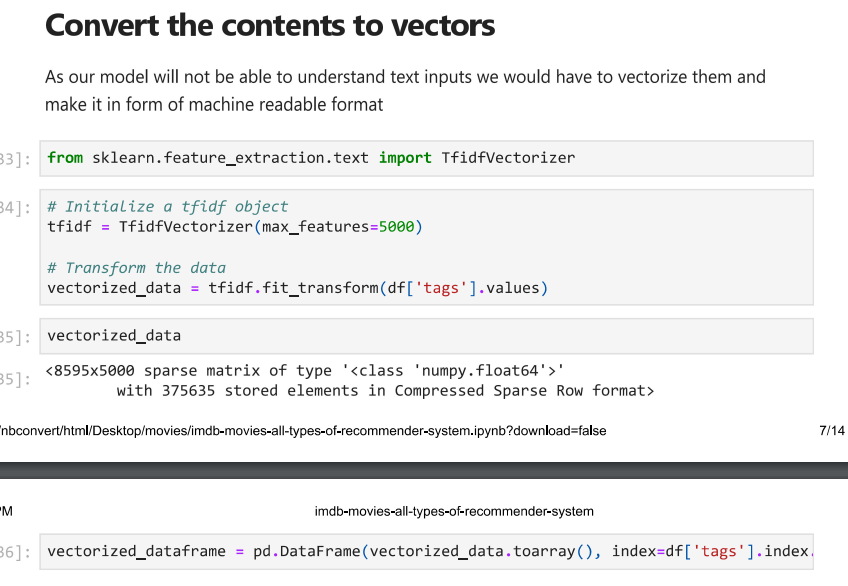 Convert the contents to vectors
As our model will not be able to understand text inputs we would have to vectorize them and
make it in form of machine readable format
33]: from sklearn.feature_extraction.text import TfidfVectorizer
34]: # Initialize a tfidf object
tfidf = TfidfVectorizer(max_features=5000)
# Transform the data
vectorized_data = tfidf.fit_transform(df['tags'].values)
35]: vectorized_data
35]: <8595x5000 sparse matrix of type '<class 'numpy.float64'>'
with 375635 stored elements in Compressed Sparse Row format>
/nbconvert/html/Desktop/movies/imdb-movies-all-types-of-recommender-system.ipynb?download=false 7/14
PM imdb-movies-all-types-of-recommender-system
36]: vectorized_dataframe = pd.DataFrame(vectorized_data.toarray(), index=df['tags'].index.